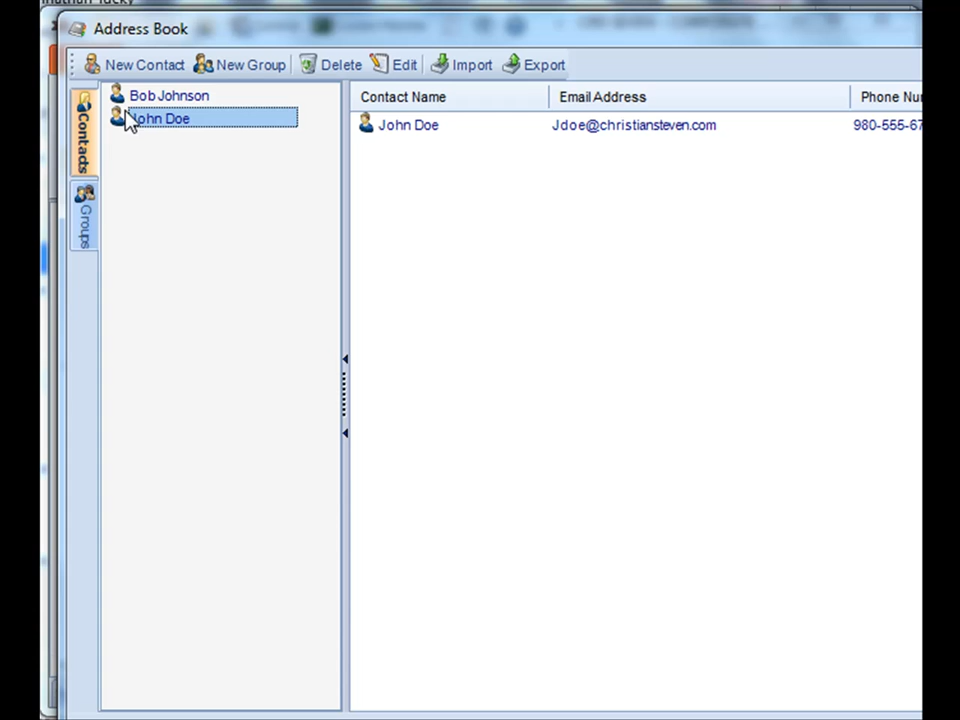 Address Book
New Contact New Group Delete Edit Import Export
Contacts
Groups
Bob Johnson
John Doe
Contact Name Email Address Phone Nu
John Doe Jdoe@christiansteven.com 980-555-67